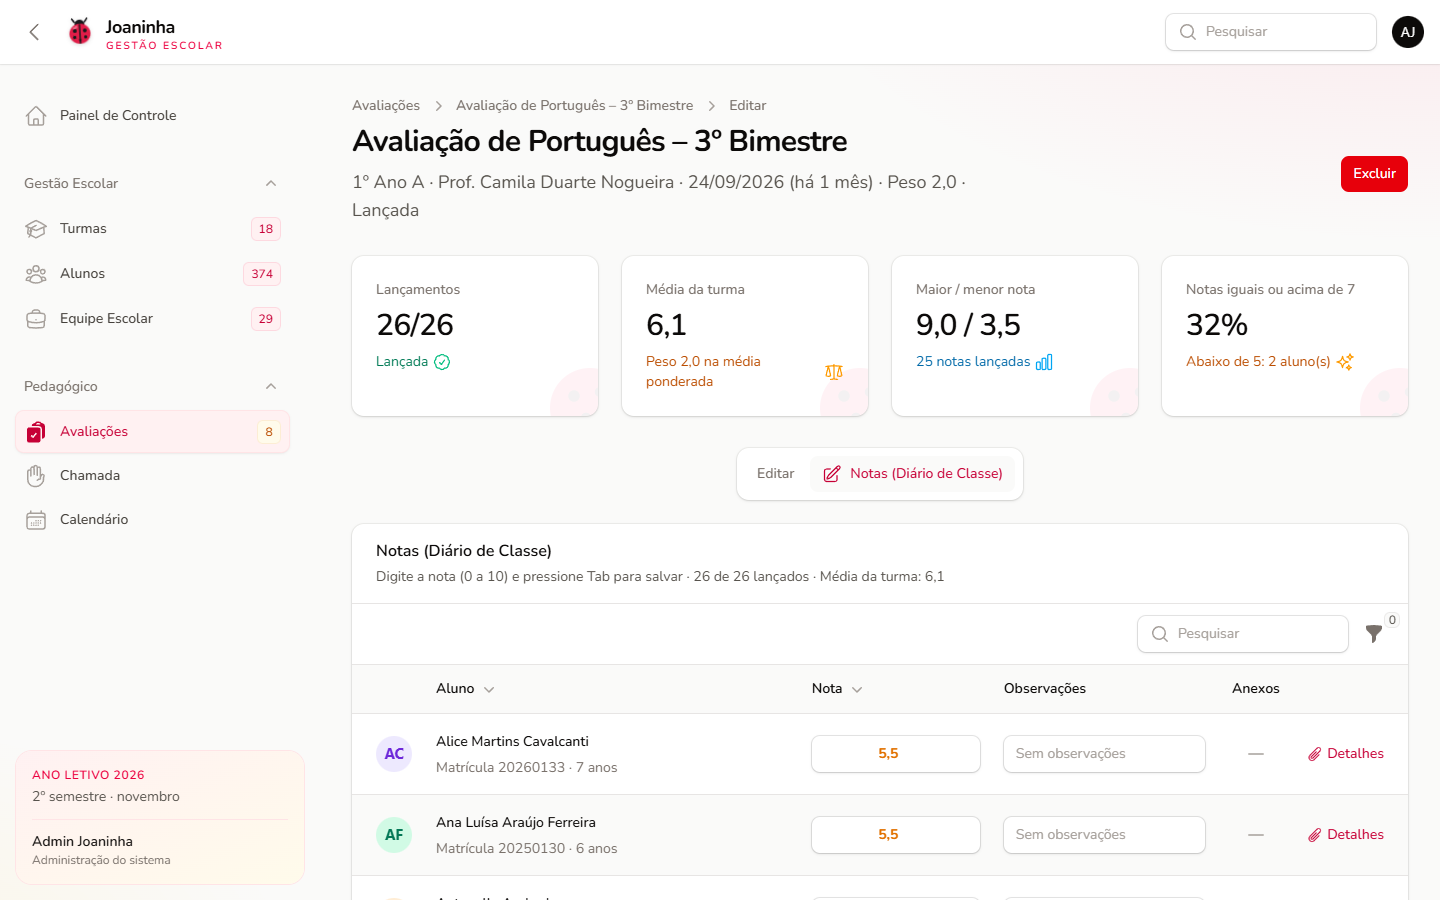 Joaninha
GESTÃO ESCOLAR
Pesquisar
AJ
Painel de Controle
Gestão Escolar
Turmas
18
Alunos
374
Equipe Escolar
29
Pedagógico
Avaliações
8
Chamada
Calendário
ANO LETIVO 2026
2º semestre · novembro
Admin Joaninha
Administração do sistema
Avaliações
Avaliação de Português – 3º Bimestre
Editar
Avaliação de Português – 3º Bimestre
1º Ano A · Prof. Camila Duarte Nogueira · 24/09/2026 (há 1 mês) · Peso 2,0 ·
Lançada
Excluir
Lançamentos
26/26
Lançada
Média da turma
6,1
Peso 2,0 na média
ponderada
Maior / menor nota
9,0 / 3,5
25 notas lançadas
Notas iguais ou acima de 7
32%
Abaixo de 5: 2 aluno(s)
Editar
Notas (Diário de Classe)
Notas (Diário de Classe)
Digite a nota (0 a 10) e pressione Tab para salvar · 26 de 26 lançados · Média da turma: 6,1
Pesquisar
0
Aluno
Nota
Observações
Anexos
AC
Alice Martins Cavalcanti
Matrícula 20260133 · 7 anos
5,5
Sem observações
—
Detalhes
AF
Ana Luísa Araújo Ferreira
Matrícula 20250130 · 6 anos
5,5
Sem observações
—
Detalhes